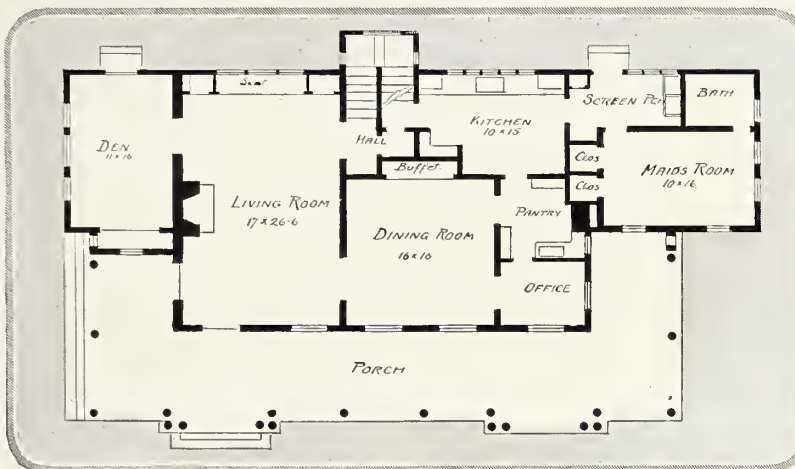 Seat
SCREEN PCH
BATH
KITCHEN
10 x 15
DEN
11 x 16
HALL
CLOS
Buffet
MAIDS ROOM
10 x 16.
CLOS
LIVING ROOM
17 x 26-6
PANTRY
DINING ROOM
16 x 16
OFFICE
PORCH